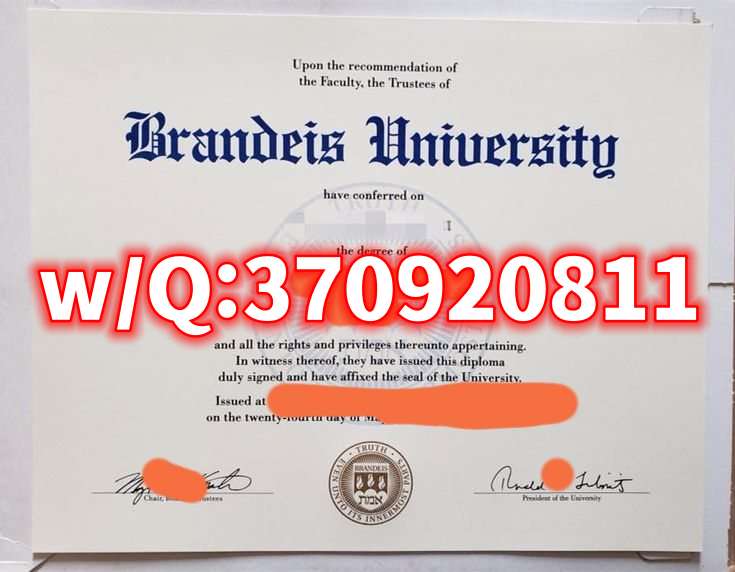 Upon the recommendation of
the Faculty, the Trustees of
Brandeis University
have conferred on
TRUTH
the degree of
w/Q:370920811
and all the rights and privileges thereunto appertaining.
In witness thereof, they have issued this diploma
duly signed and have affixed the seal of the University.
Issued at
on the twenty-fourth day of May
Chair,
President of the University
TRUTH EVEN UNTO ITS INNERMOST PARTS
BRANDEIS
אמת